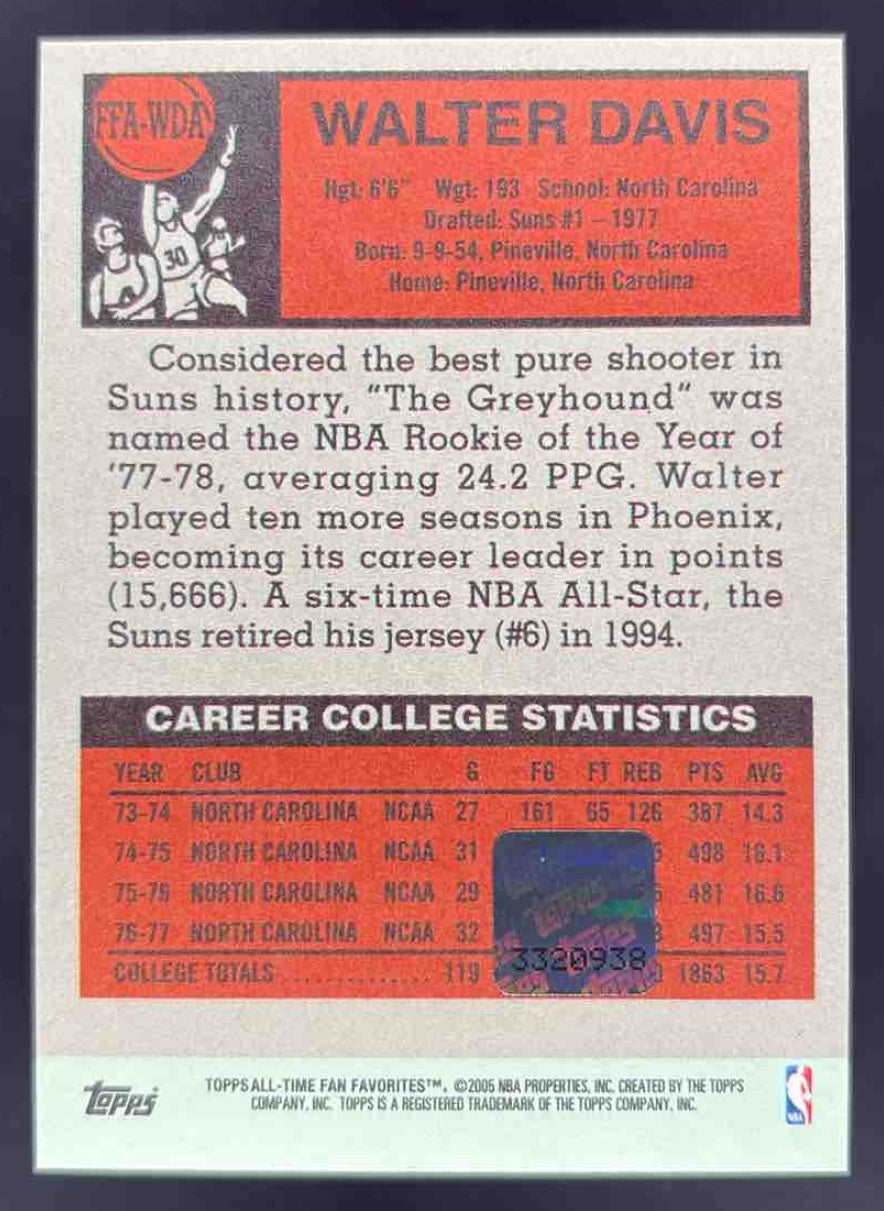 FFA-WDA
WALTER DAVIS
Hgt: 6'6" Wgt: 193 School: North Carolina
Drafted: Suns #1 – 1977
Born: 9-9-54, Pineville, North Carolina
Home: Pineville, North Carolina
30
Considered the best pure shooter in
Suns history, "The Greyhound" was
named the NBA Rookie of the Year of
'77-78, averaging 24.2 PPG. Walter
played ten more seasons in Phoenix,
becoming its career leader in points
(15,666). A six-time NBA All-Star, the
Suns retired his jersey (#6) in 1994.
CAREER COLLEGE STATISTICS
YEAR CLUB G FG FT REB PTS AVG
73-74 NORTH CAROLINA NCAA 27 161 65 126 387 14.3
74-75 NORTH CAROLINA NCAA 31 498 16.1
75-76 NORTH CAROLINA NCAA 29 481 16.6
76-77 NORTH CAROLINA NCAA 32 497 15.5
COLLEGE TOTALS .............. 119 1863 15.7
Topps
3320938
Topps
TOPPS ALL-TIME FAN FAVORITES™. ©2005 NBA PROPERTIES, INC. CREATED BY THE TOPPS
COMPANY, INC. TOPPS IS A REGISTERED TRADEMARK OF THE TOPPS COMPANY, INC.
NBA